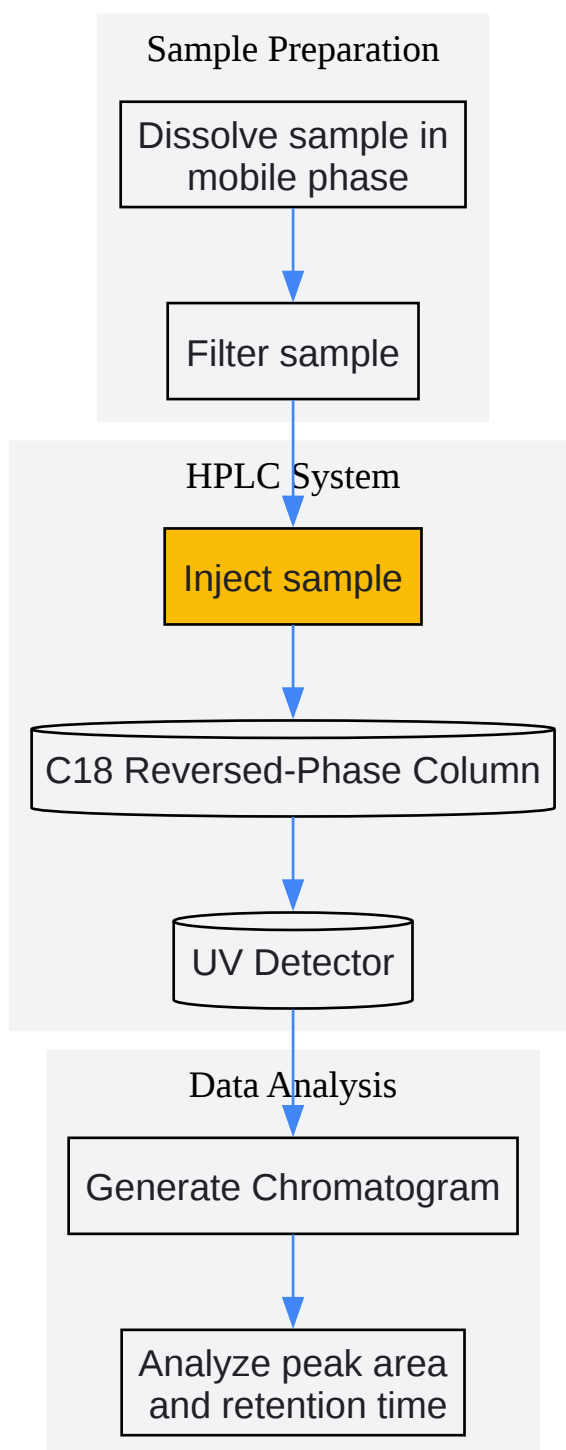 Sample Preparation
Dissolve sample in
mobile phase
Filter sample
HPLC System
Inject sample
C18 Reversed-Phase Column
UV Detector
Data Analysis
Generate Chromatogram
Analyze peak area
and retention time